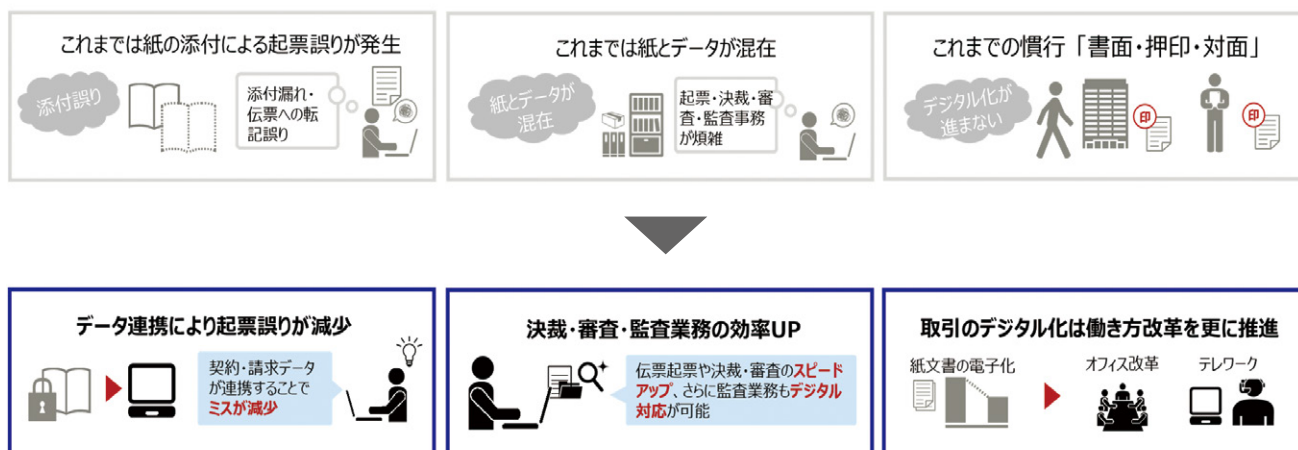 これまでは紙の添付による起票誤りが発生
添付誤り
添付漏れ・
伝票への転
記誤り
これまでは紙とデータが混在
紙とデータが
混在
起票・決裁・審
査・監査事務
が煩雑
これまでの慣行「書面・押印・対面」
デジタル化が
進まない
印
印
データ連携により起票誤りが減少
契約・請求データ
が連携することで
ミスが減少
決裁・審査・監査業務の効率UP
伝票起票や決裁・審査のスピード
アップ、さらに監査業務もデジタル
対応が可能
取引のデジタル化は働き方改革を更に推進
紙文書の電子化
オフィス改革
テレワーク